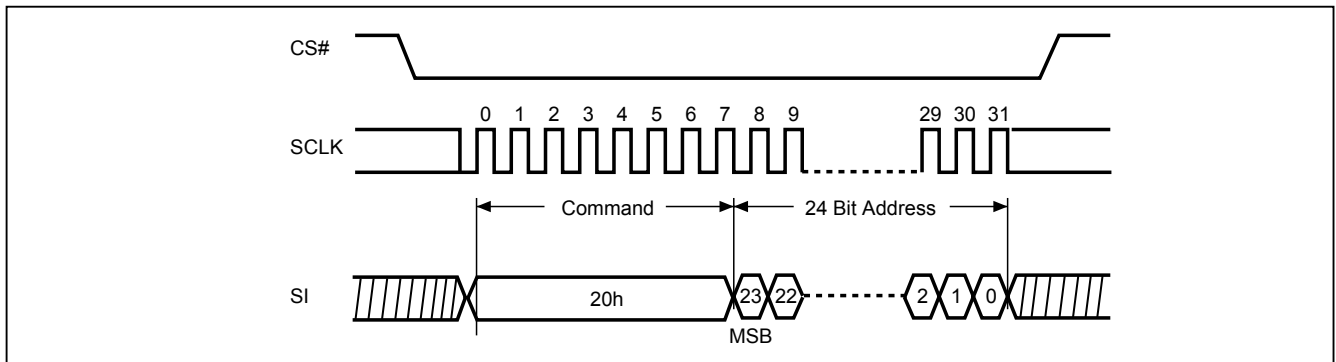 CS#
0 1 2 3 4 5 6 7 8 9 29 30 31
SCLK
Command 24 Bit Address
SI 20h 23 22 2 1 0
MSB